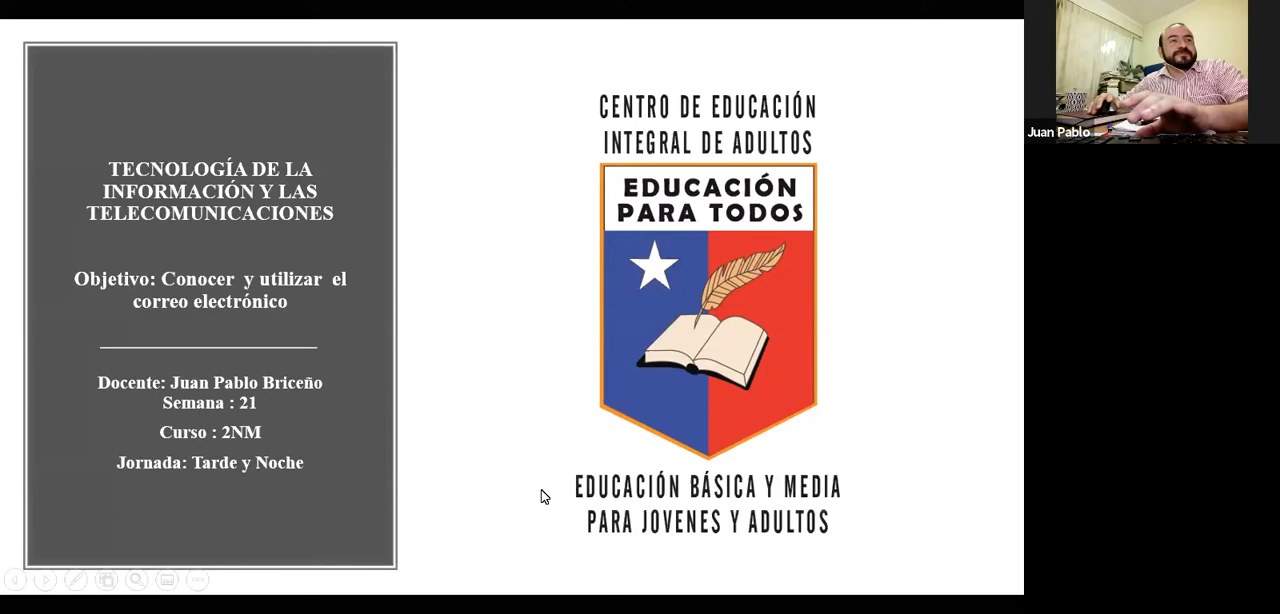 TECNOLOGÍA DE LA
INFORMACIÓN Y LAS
TELECOMUNICACIONES
Objetivo: Conocer y utilizar el
correo electrónico
Docente: Juan Pablo Briceño
Semana : 21
Curso : 2NM
Jornada: Tarde y Noche
CENTRO DE EDUCACIÓN
INTEGRAL DE ADULTOS
EDUCACIÓN
PARA TODOS
EDUCACIÓN BÁSICA Y MEDIA
PARA JOVENES Y ADULTOS
Juan Pablo